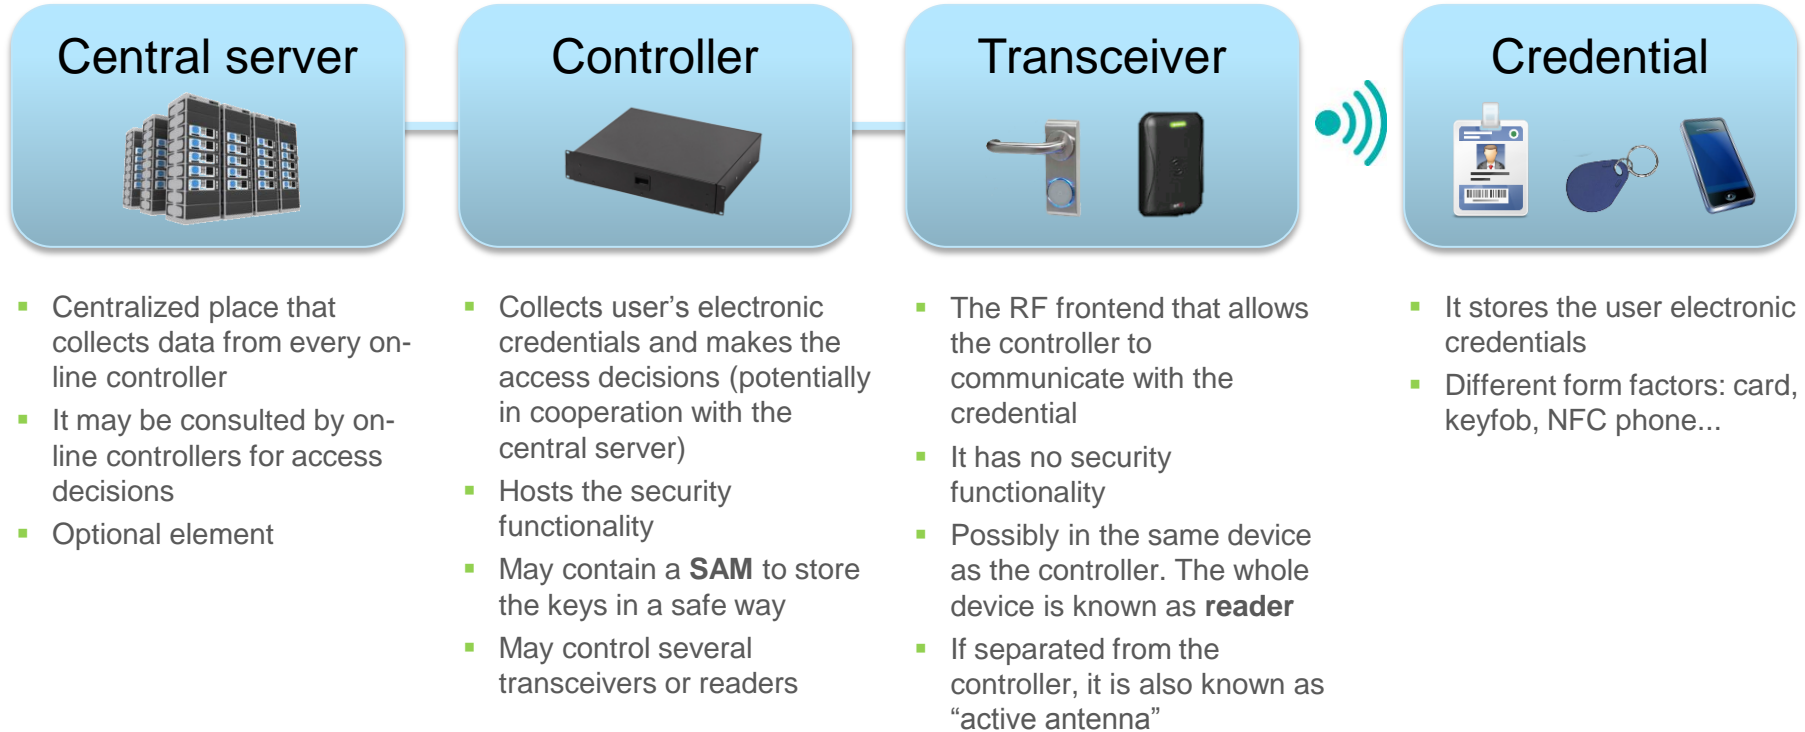 Central server
Controller
Transceiver
Credential
Centralized place that
collects data from every on-
line controller
It may be consulted by on-
line controllers for access
decisions
Optional element
Collects user’s electronic
credentials and makes the
access decisions (potentially
in cooperation with the
central server)
Hosts the security
functionality
May contain a SAM to store
the keys in a safe way
May control several
transceivers or readers
The RF frontend that allows
the controller to
communicate with the
credential
It has no security
functionality
Possibly in the same device
as the controller. The whole
device is known as reader
If separated from the
controller, it is also known as
“active antenna”
It stores the user electronic
credentials
Different form factors: card,
keyfob, NFC phone...